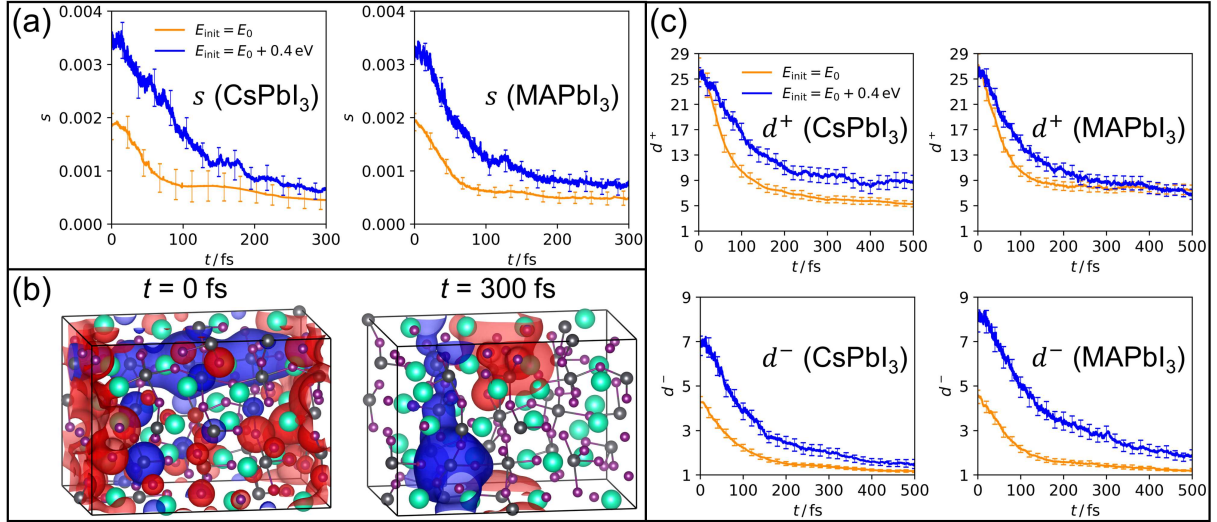 (a)
0.004
0.003
0.002
0.001
0.000
s
E_init = E_0
E_init = E_0 + 0.4 eV
s (CsPbI_3)
0 100 200 300
t / fs
0.004
0.003
0.002
0.001
0.000
s
s (MAPbI_3)
0 100 200 300
t / fs
(b)
t = 0 fs
t = 300 fs
(c)
29
25
21
17
13
9
5
1
d^+
E_init = E_0
E_init = E_0 + 0.4 eV
d^+ (CsPbI_3)
0 100 200 300 400 500
t / fs
29
25
21
17
13
9
5
1
d^+
d^+ (MAPbI_3)
0 100 200 300 400 500
t / fs
9
7
5
3
1
d^-
d^- (CsPbI_3)
0 100 200 300 400 500
t / fs
9
7
5
3
1
d^-
d^- (MAPbI_3)
0 100 200 300 400 500
t / fs